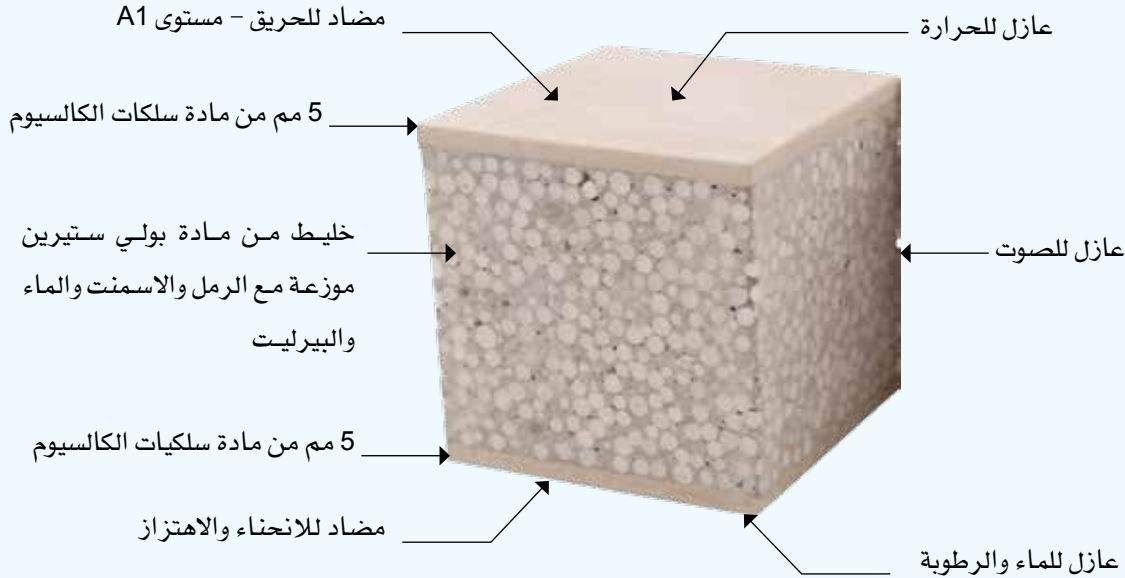 مضاد للحريق – مستوى A1
عازل للحرارة
5 مم من مادة سلكات الكالسيوم
خليط من مادة بولي ستيرين
موزعة مع الرمل والاسمنت والماء
والبيرليت
عازل للصوت
5 مم من مادة سلكيات الكالسيوم
مضاد للانحناء والاهتزاز
عازل للماء والرطوبة